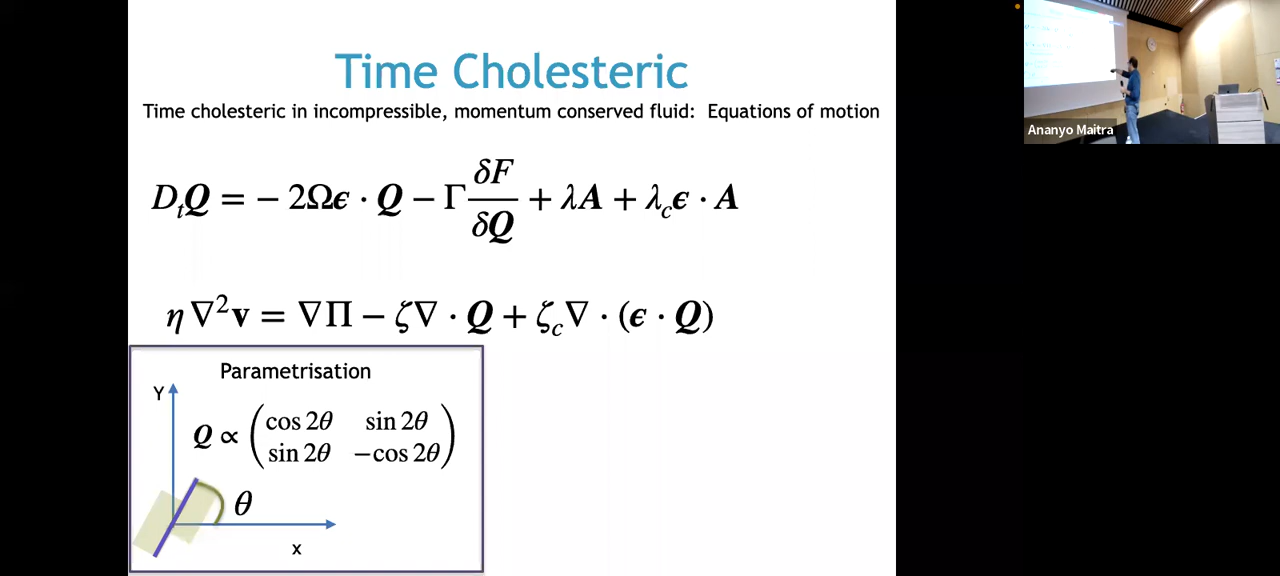 Time Cholesteric
Time cholesteric in incompressible, momentum conserved fluid: Equations of motion
DₜQ = − 2Ωϵ · Q − Γ δF/δQ + λA + λ_cϵ · A
η∇²v = ∇Π − ζ∇ · Q + ζ_c∇ · (ϵ · Q)
Parametrisation
Y
Q ∝ ( cos 2θ sin 2θ
sin 2θ −cos 2θ )
θ
x
Ananyo Maitra